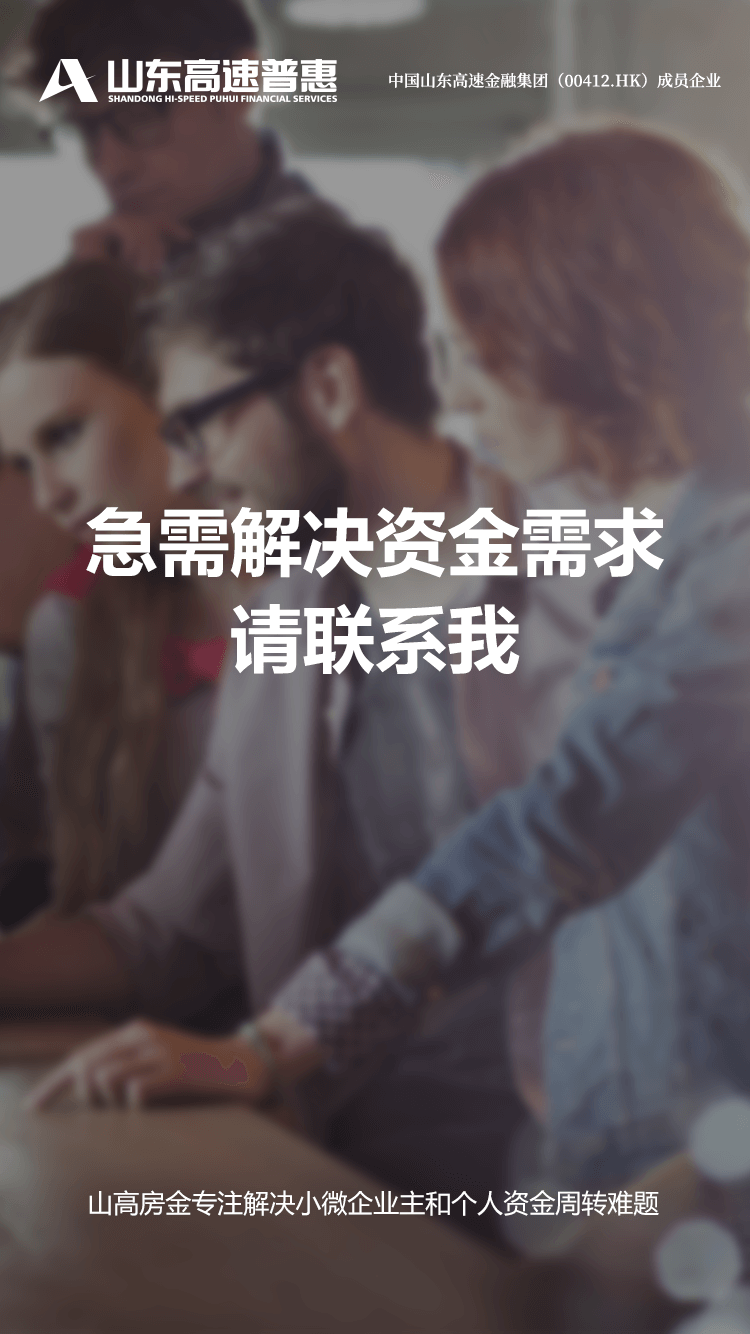 山东高速普惠
SHANDONG HI-SPEED PUHUI FINANCIAL SERVICES
中国山东高速金融集团（00412.HK）成员企业
急需解决资金需求
请联系我
山高房金专注解决小微企业主和个人资金周转难题